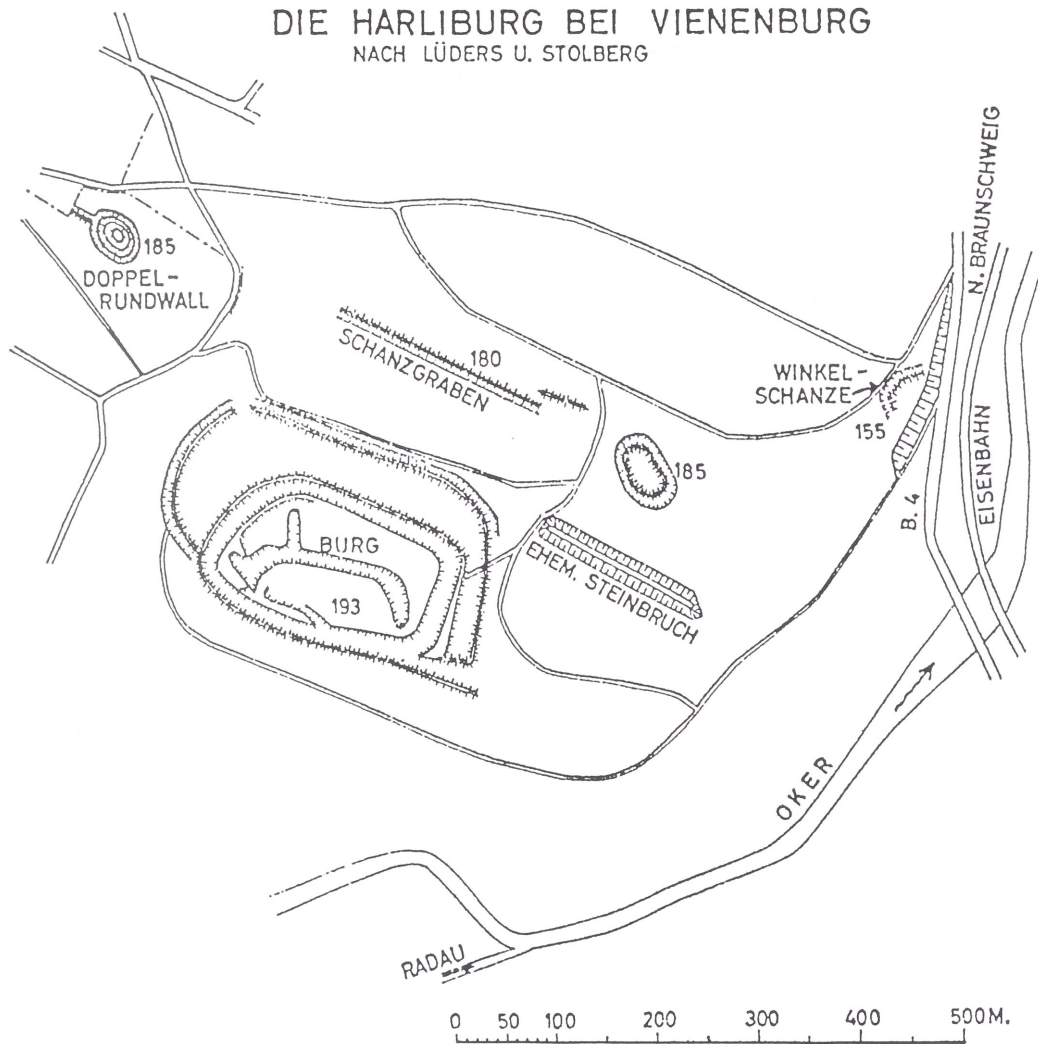 DIE HARLIBURG BEI VIENENBURG
NACH LÜDERS U. STOLBERG
N. BRAUNSCHWEIG
185
DOPPEL-
RUNDWALL
180
SCHANZGRABEN
WINKEL-
SCHANZE
155
185
B. 4
EISENBAHN
BURG
193
EHEM. STEINBRUCH
OKER
RADAU
0 50 100 200 300 400 500 M.